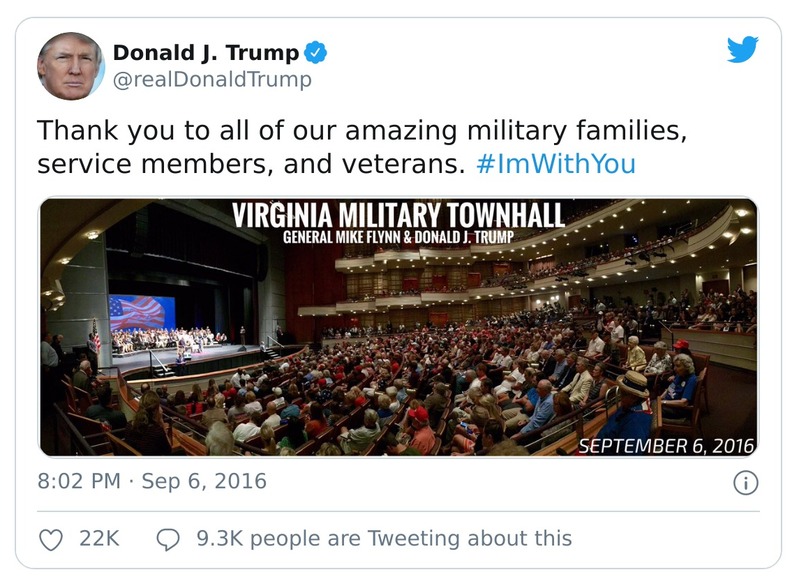 Donald J. Trump
@realDonaldTrump
Thank you to all of our amazing military families,
service members, and veterans. #ImWithYou
VIRGINIA MILITARY TOWNHALL
GENERAL MIKE FLYNN & DONALD J. TRUMP
SEPTEMBER 6, 2016
8:02 PM · Sep 6, 2016
22K
9.3K people are Tweeting about this